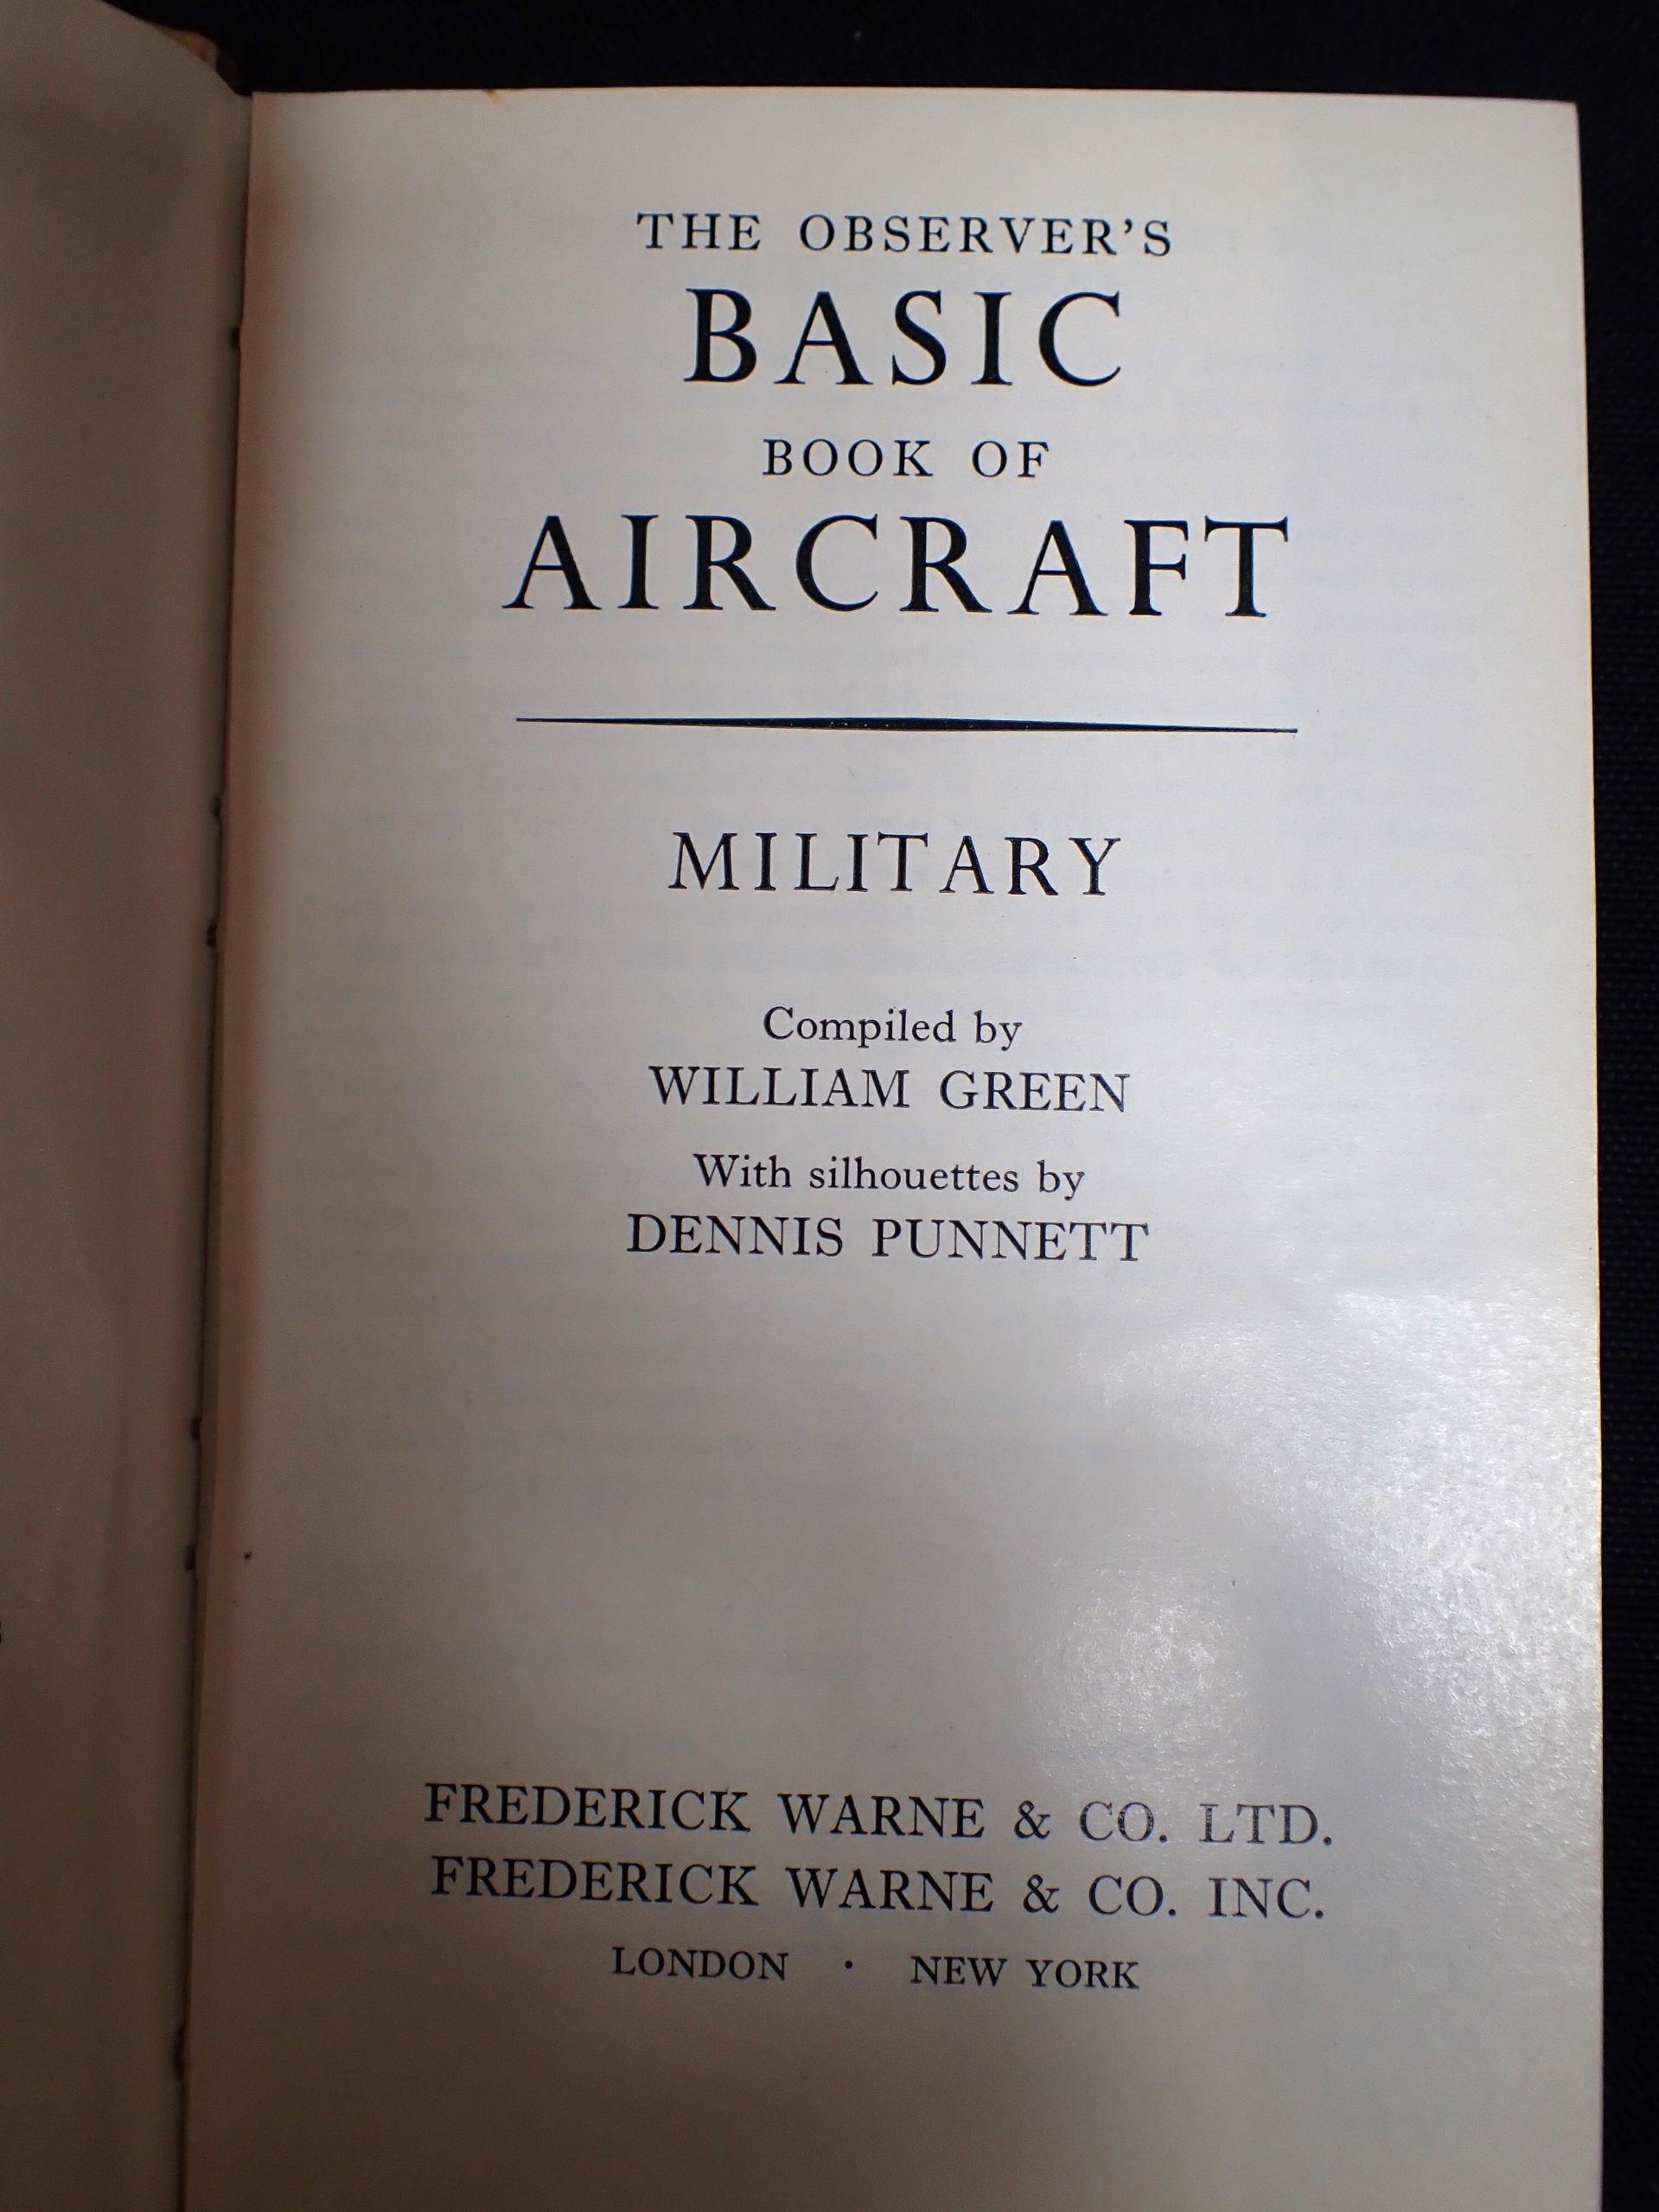 THE OBSERVER'S
BASIC
BOOK OF
AIRCRAFT
MILITARY
Compiled by
WILLIAM GREEN
With silhouettes by
DENNIS PUNNETT
FREDERICK WARNE & CO. LTD.
FREDERICK WARNE & CO. INC.
LONDON · NEW YORK